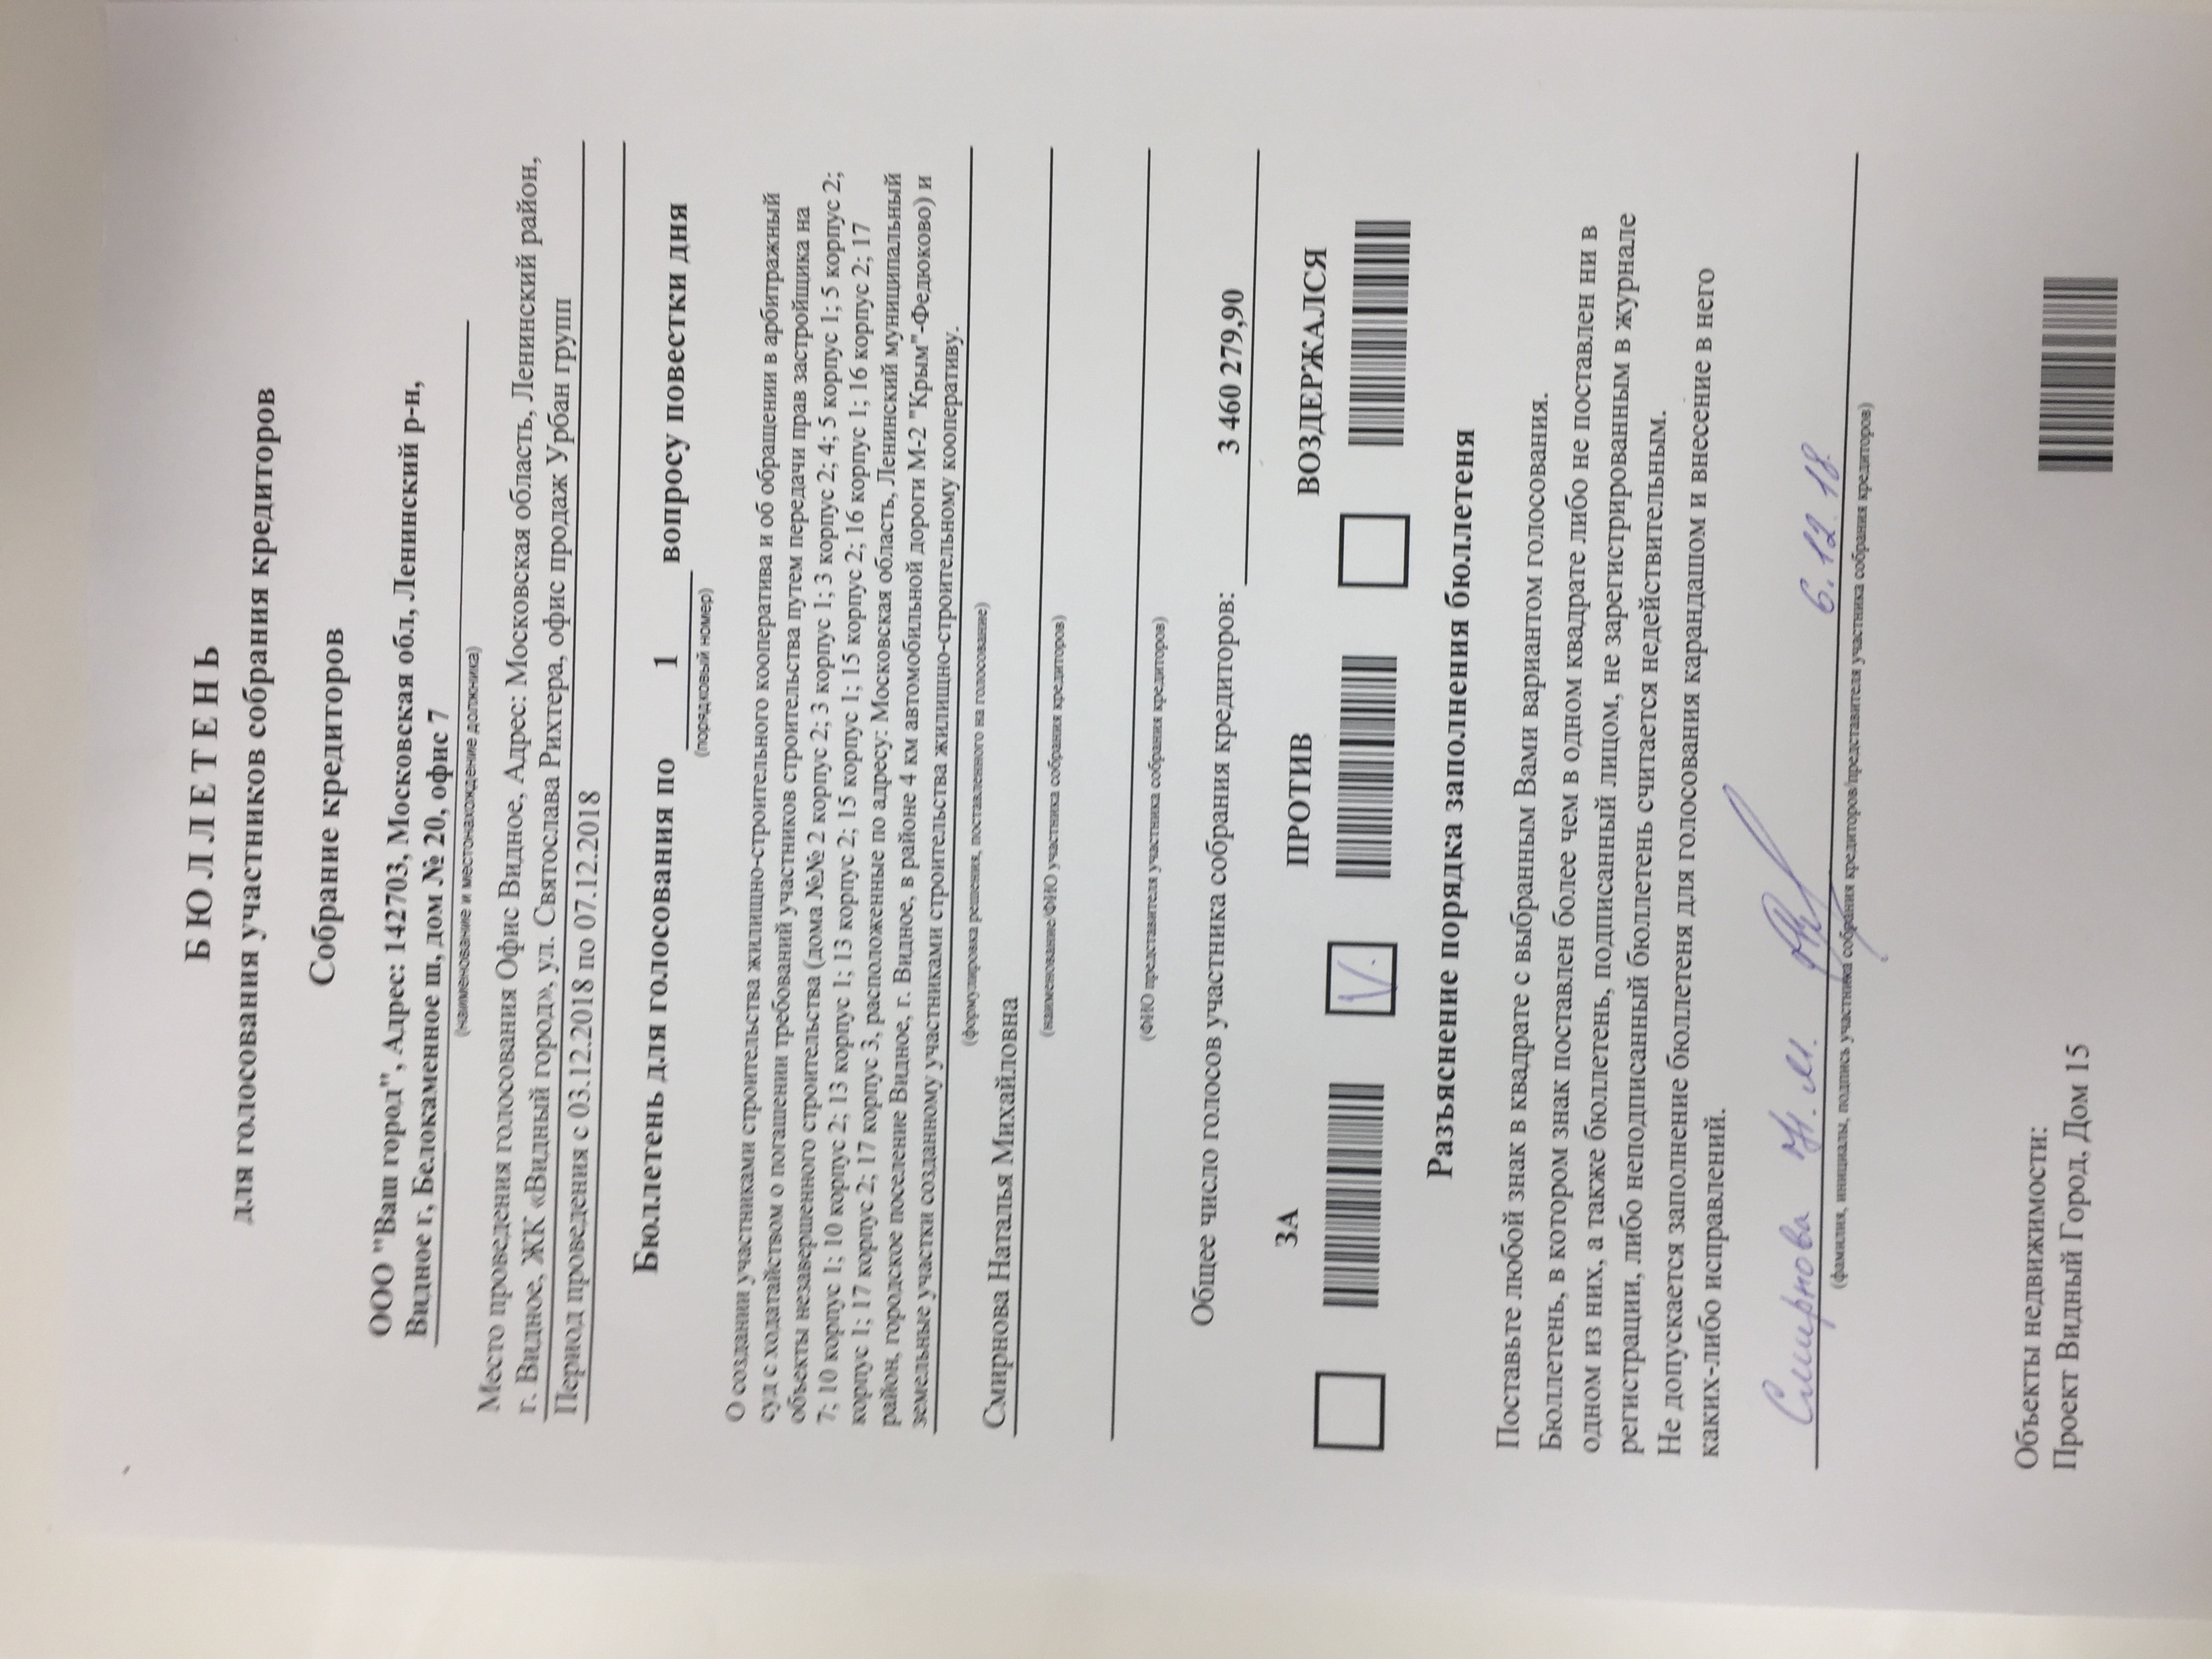 БЮЛЛЕТЕНЬ
для голосования участников собрания кредиторов
Собрание кредиторов
ООО "Ваш город", Адрес: 142703, Московская обл, Ленинский р-н,
Видное г, Белокаменное ш, дом № 20, офис 7
(наименование и местонахождение должника)
Место проведения голосования Офис Видное, Адрес: Московская область, Ленинский район,
г. Видное, ЖК «Видный город», ул. Святослава Рихтера, офис продаж Урбан групп
Период проведения с 03.12.2018 по 07.12.2018
Бюллетень для голосования по 1 вопросу повестки дня
(порядковый номер)
О создании участниками строительства жилищно-строительного кооператива и об обращении в арбитражный
суд с ходатайством о погашении требований участников строительства путем передачи прав застройщика на
объекты незавершенного строительства (дома №№ 2 корпус 2; 3 корпус 1; 3 корпус 2; 4; 5 корпус 1; 5 корпус 2;
7; 10 корпус 1; 10 корпус 2; 13 корпус 1; 13 корпус 2; 15 корпус 1; 15 корпус 2; 16 корпус 1; 16 корпус 2; 17
корпус 1; 17 корпус 2; 17 корпус 3, расположенные по адресу: Московская область, Ленинский муниципальный
район, городское поселение Видное, г. Видное, в районе 4 км автомобильной дороги М-2 "Крым"-Федюково) и
земельные участки созданному участниками строительства жилищно-строительному кооперативу.
(формулировка решения, поставленного на голосование)
Смирнова Наталья Михайловна
(наименование/ФИО участника собрания кредиторов)
(ФИО представителя участника собрания кредиторов)
Общее число голосов участника собрания кредиторов: 3 460 279,90
ЗА ПРОТИВ ВОЗДЕРЖАЛСЯ
V
Разъяснение порядка заполнения бюллетеня
Поставьте любой знак в квадрате с выбранным Вами вариантом голосования.
Бюллетень, в котором знак поставлен более чем в одном квадрате либо не поставлен ни в
одном из них, а также бюллетень, подписанный лицом, не зарегистрированным в журнале
регистрации, либо неподписанный бюллетень считается недействительным.
Не допускается заполнение бюллетеня для голосования карандашом и внесение в него
каких-либо исправлений.
Смирнова Н.М. 6.12.18
(фамилия, инициалы, подпись участника собрания кредиторов/представителя участника собрания кредиторов)
Объекты недвижимости:
Проект Видный Город, Дом 15